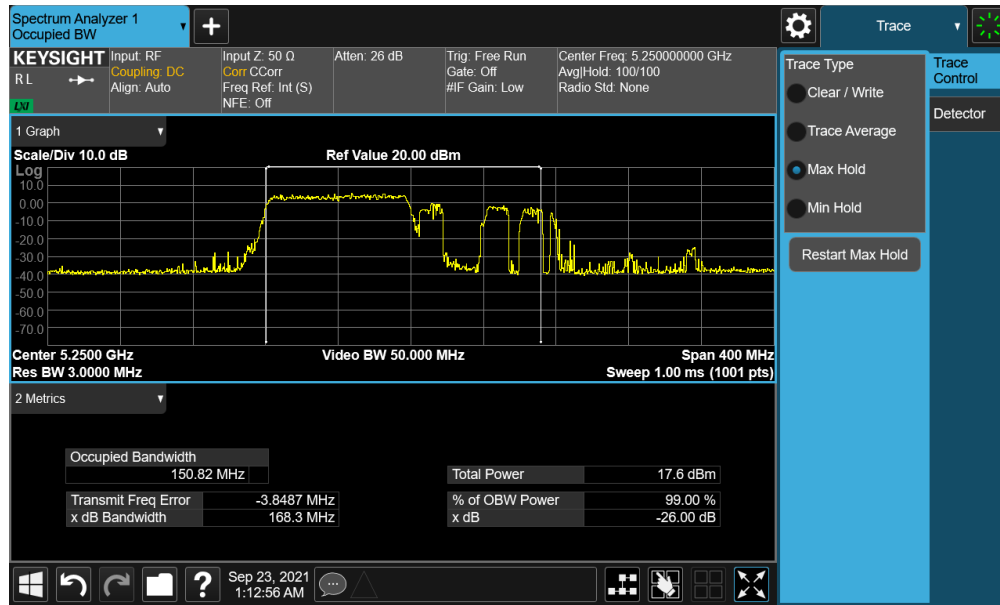 Spectrum Analyzer 1
Occupied BW
+
Trace
KEYSIGHT
R L
LXI
Input: RF
Coupling: DC
Align: Auto
Input Z: 50 Ω
Corr CCorr
Freq Ref: Int (S)
NFE: Off
Atten: 26 dB
Trig: Free Run
Gate: Off
#IF Gain: Low
Center Freq: 5.250000000 GHz
Avg|Hold: 100/100
Radio Std: None
1 Graph
Scale/Div 10.0 dB
Ref Value 20.00 dBm
Log
10.0
0.00
-10.0
-20.0
-30.0
-40.0
-50.0
-60.0
-70.0
Center 5.2500 GHz
Video BW 50.000 MHz
Span 400 MHz
Res BW 3.0000 MHz
Sweep 1.00 ms (1001 pts)
2 Metrics
Occupied Bandwidth
150.82 MHz
Transmit Freq Error -3.8487 MHz
x dB Bandwidth 168.3 MHz
Total Power 17.6 dBm
% of OBW Power 99.00 %
x dB -26.00 dB
Trace Type
Clear / Write
Trace Average
Max Hold
Min Hold
Restart Max Hold
Trace
Control
Detector
?
Sep 23, 2021
1:12:56 AM